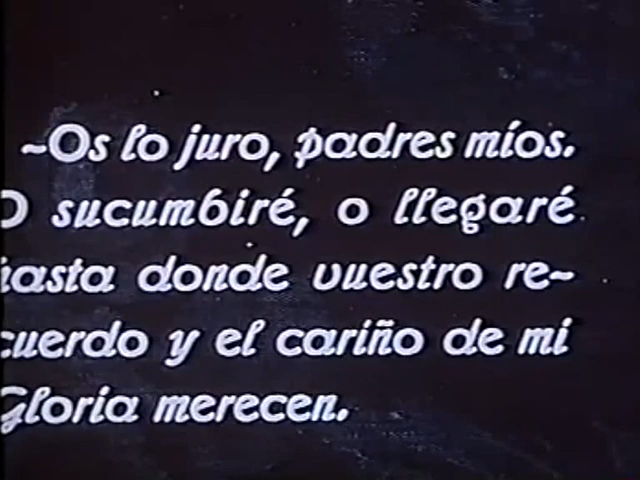 ~Os lo juro, padres míos.
O sucumbiré, o llegaré
hasta donde vuestro re~
cuerdo y el cariño de mi
Gloria merecen.